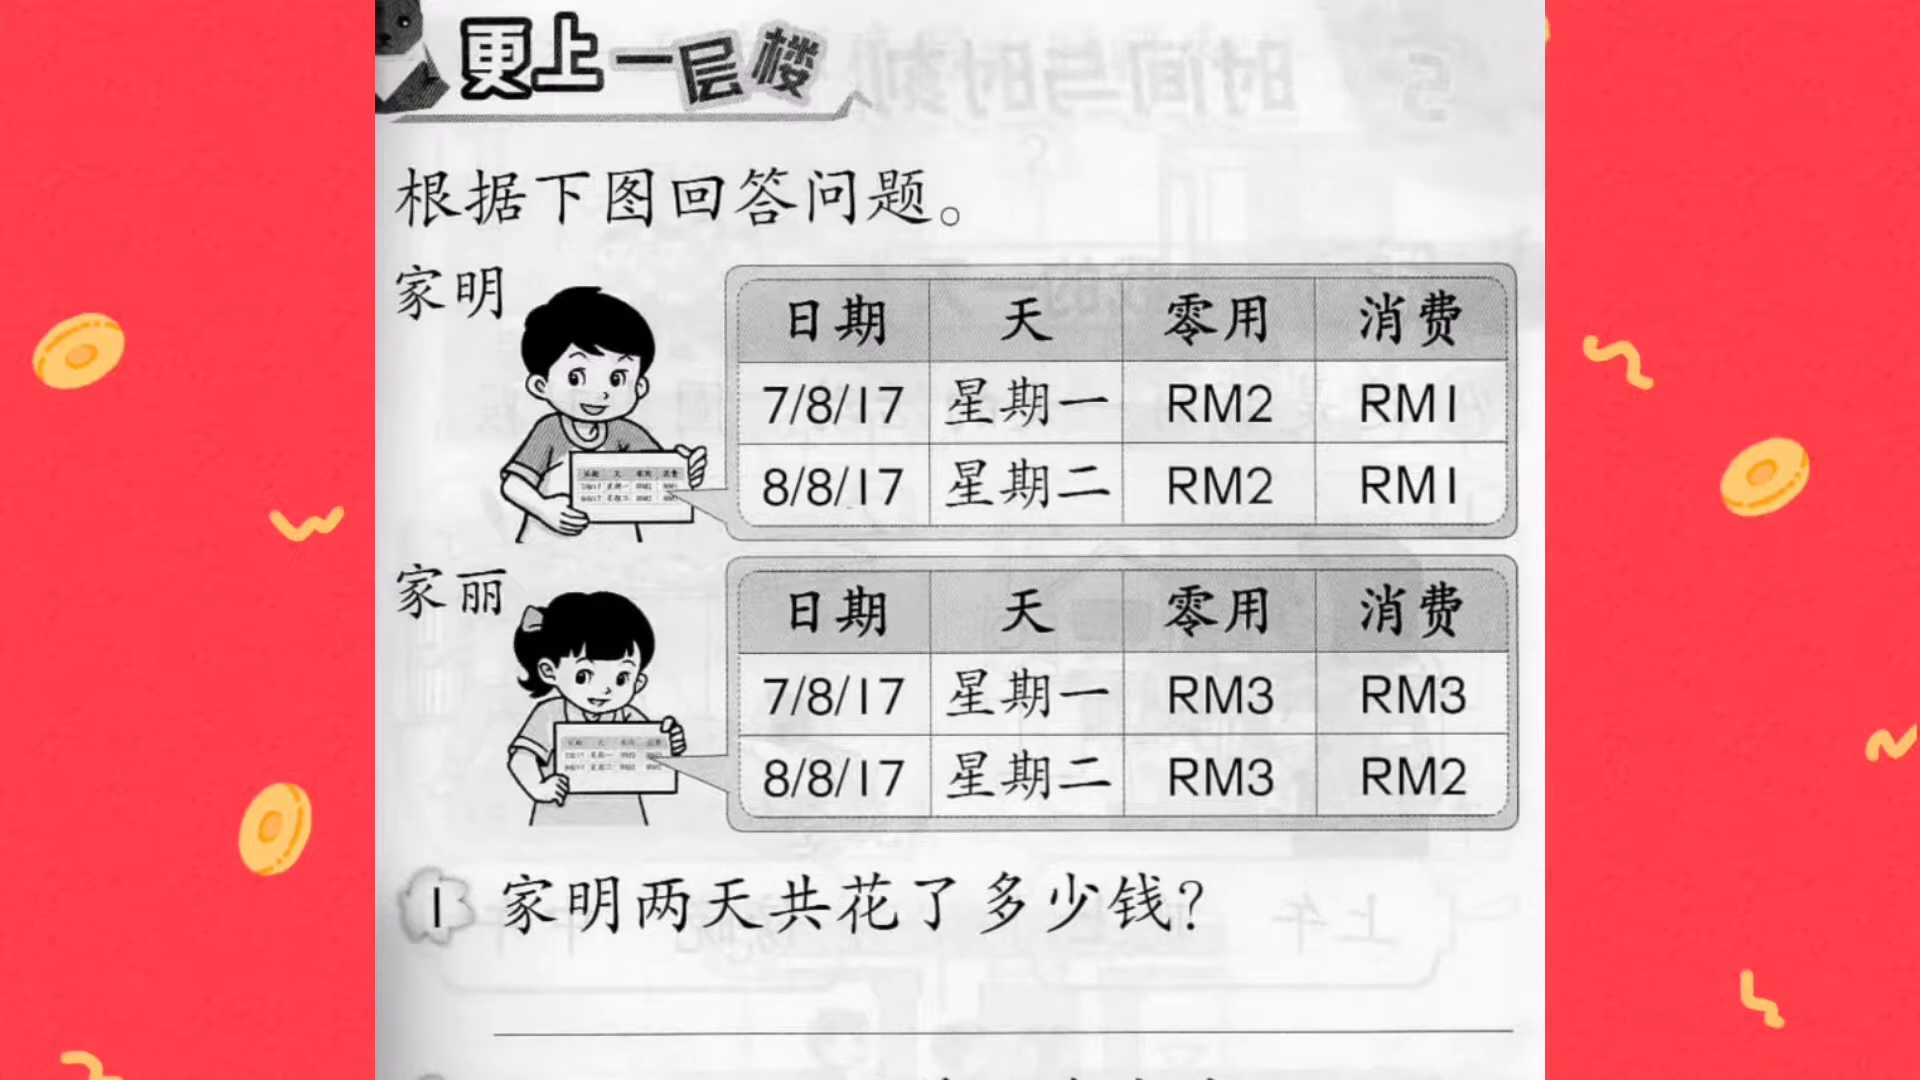 更上一层楼
根据下图回答问题。
家明
日期 天 零用 消费
7/8/17 星期一 RM2 RM1
8/8/17 星期二 RM2 RM1
家丽
日期 天 零用 消费
7/8/17 星期一 RM3 RM3
8/8/17 星期二 RM3 RM2
1 家明两天共花了多少钱?